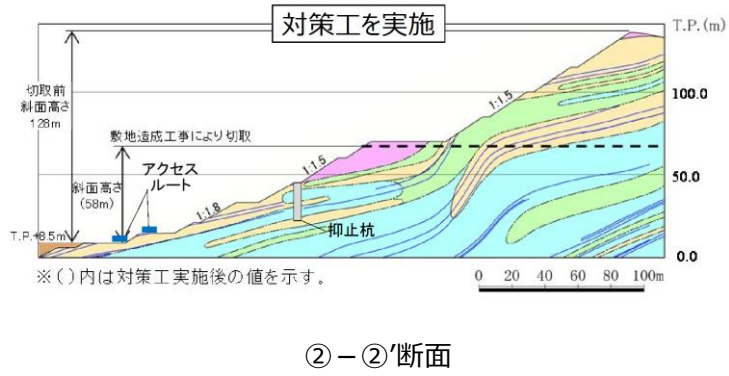 対策工を実施
T.P.(m)
切取前
斜面高さ
128m
100.0
1:1.5
敷地造成工事により切取
アクセス
ルート
1:1.5
斜面高さ
(58m)
50.0
1:1.8
抑止杭
T.P.+8.5m
0.0
※( )内は対策工実施後の値を示す。
0 20 40 60 80 100m
②－②'断面